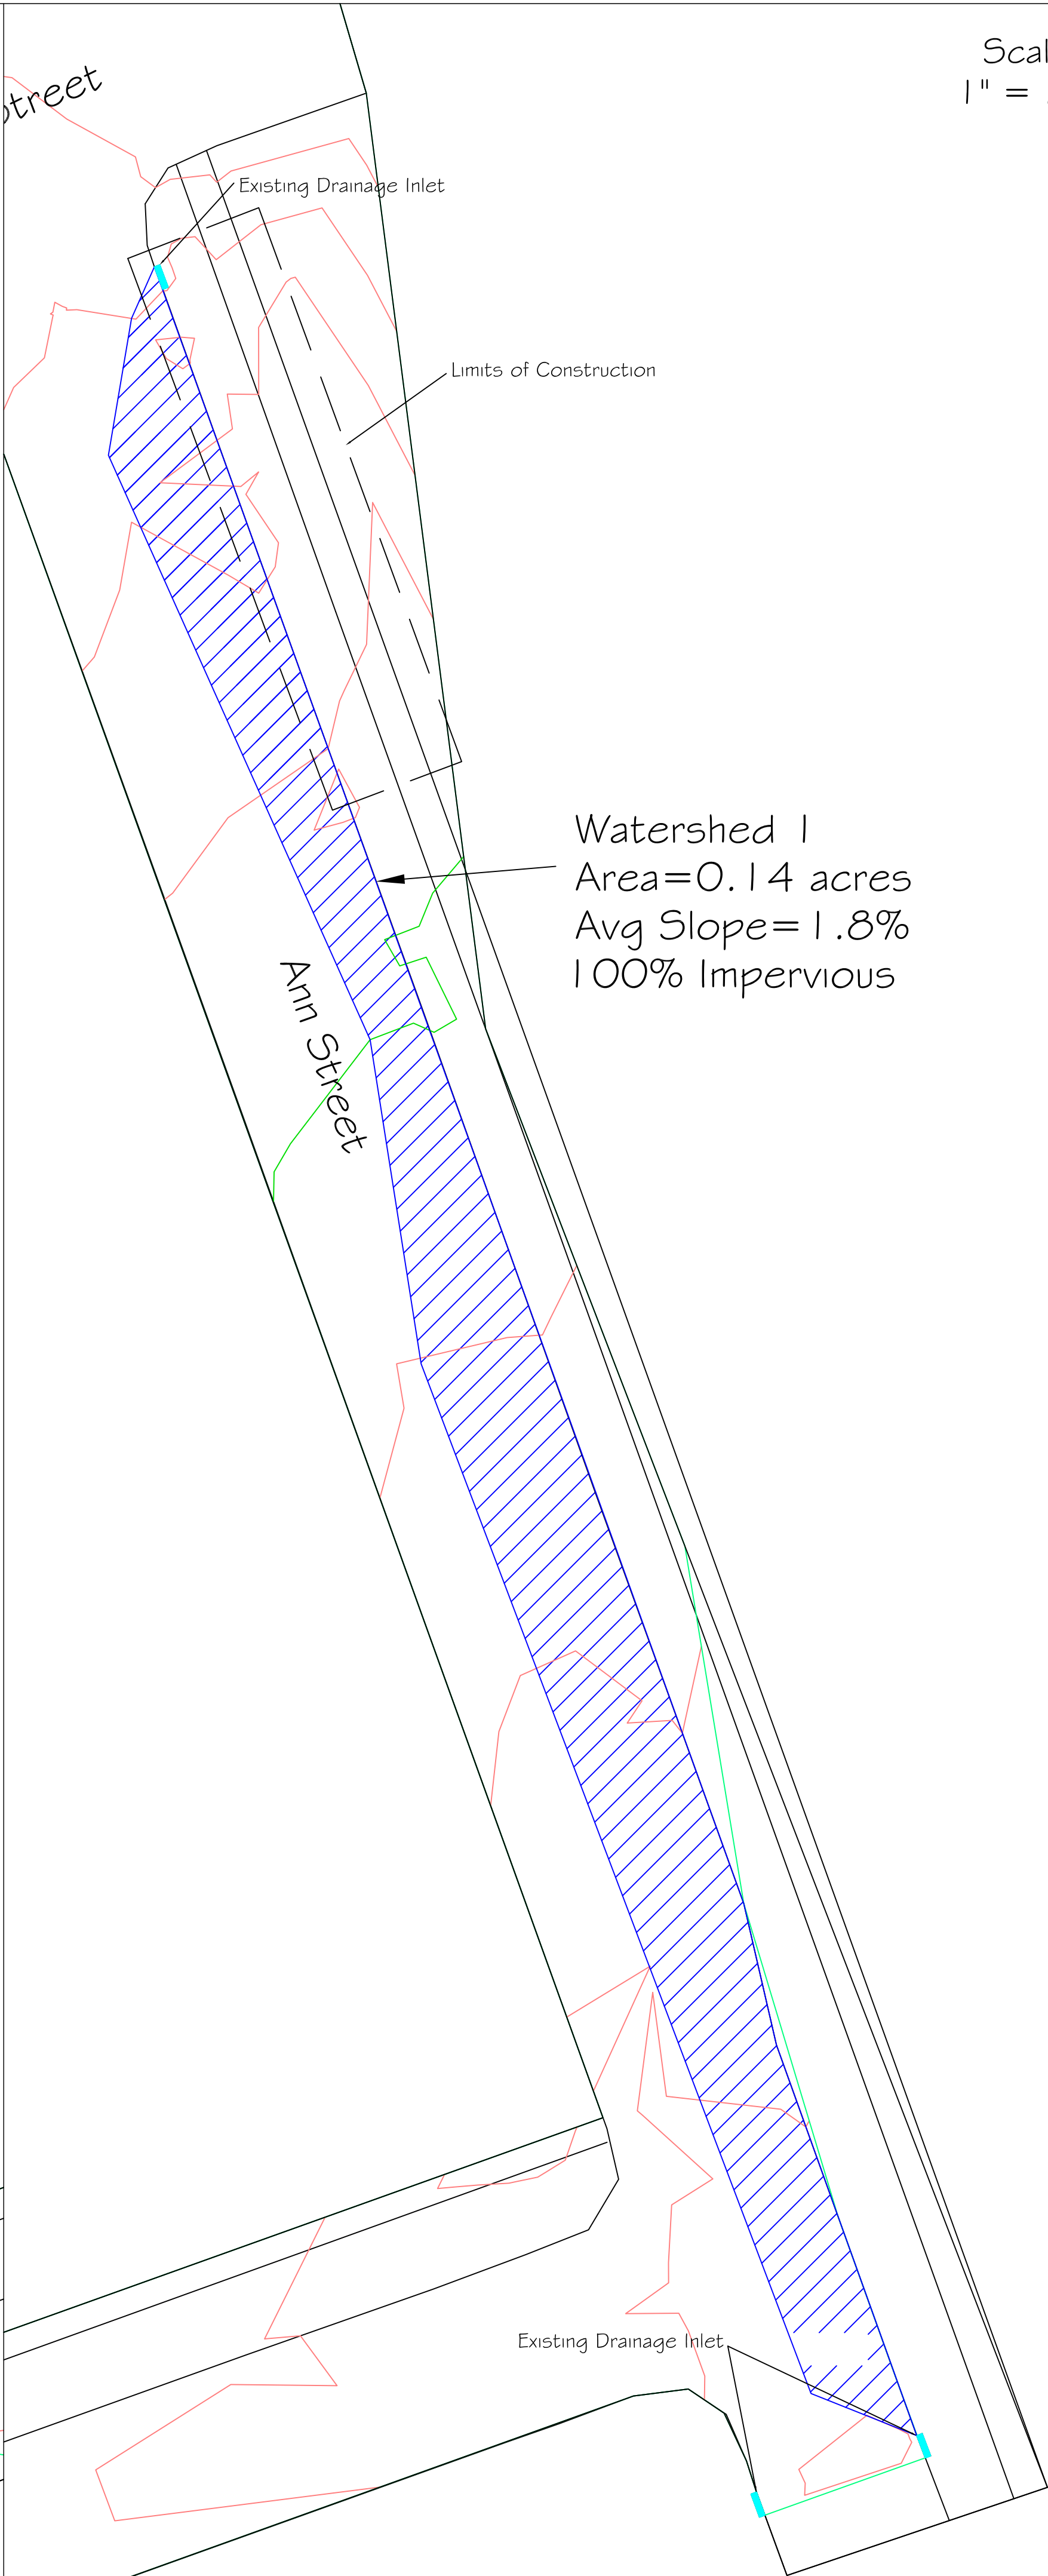 Scal
1" =
Street
Existing Drainage Inlet
Limits of Construction
Watershed 1
Area=0.14 acres
Avg Slope=1.8%
100% Impervious
Ann Street
Existing Drainage Inlet